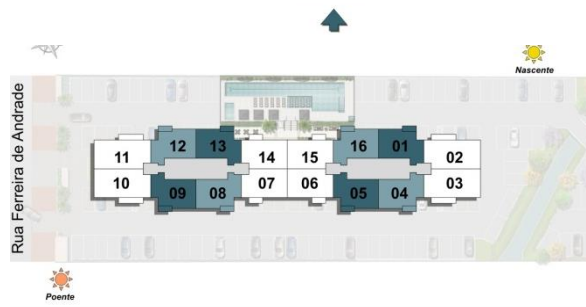 Nascente
Rua Ferreira de Andrade
12 13 16 01
11 14 15 02
10 09 08 07 06 05 04 03
Poente